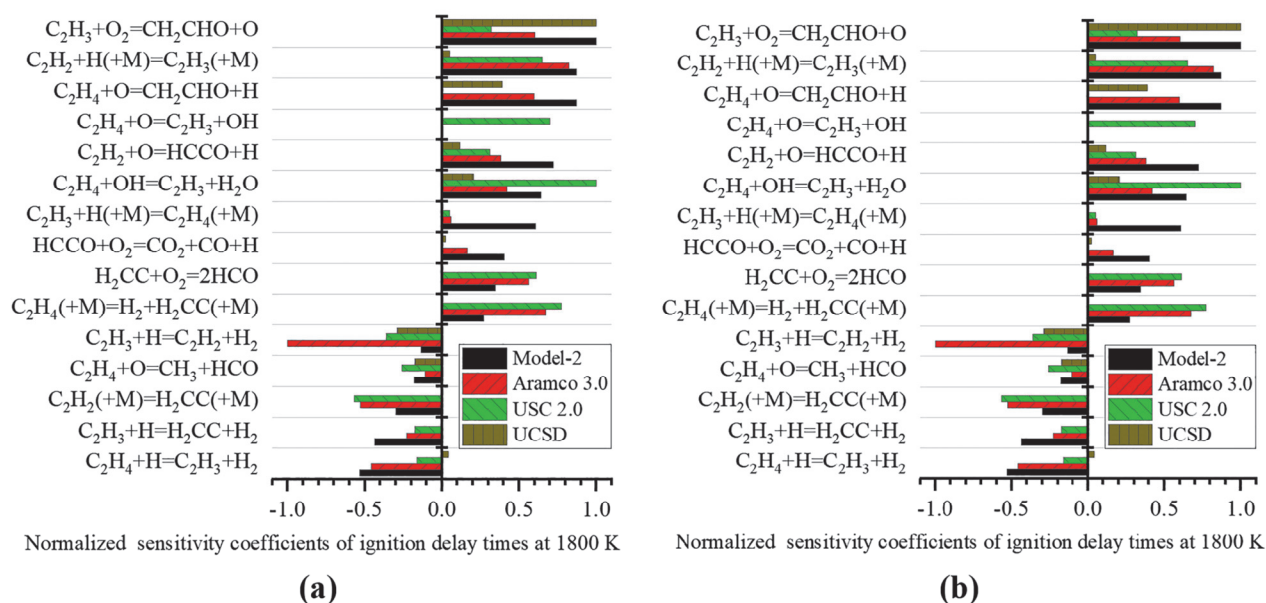 C₂H₃+O₂=CH₂CHO+O
C₂H₂+H(+M)=C₂H₃(+M)
C₂H₄+O=CH₂CHO+H
C₂H₄+O=C₂H₃+OH
C₂H₂+O=HCCO+H
C₂H₄+OH=C₂H₃+H₂O
C₂H₃+H(+M)=C₂H₄(+M)
HCCO+O₂=CO₂+CO+H
H₂CC+O₂=2HCO
C₂H₄(+M)=H₂+H₂CC(+M)
C₂H₃+H=C₂H₂+H₂
C₂H₄+O=CH₃+HCO
C₂H₂(+M)=H₂CC(+M)
C₂H₃+H=H₂CC+H₂
C₂H₄+H=C₂H₃+H₂
Model-2
Aramco 3.0
USC 2.0
UCSD
-1.0 -0.5 0.0 0.5 1.0
Normalized sensitivity coefficients of ignition delay times at 1800 K
(a)
C₂H₃+O₂=CH₂CHO+O
C₂H₂+H(+M)=C₂H₃(+M)
C₂H₄+O=CH₂CHO+H
C₂H₄+O=C₂H₃+OH
C₂H₂+O=HCCO+H
C₂H₄+OH=C₂H₃+H₂O
C₂H₃+H(+M)=C₂H₄(+M)
HCCO+O₂=CO₂+CO+H
H₂CC+O₂=2HCO
C₂H₄(+M)=H₂+H₂CC(+M)
C₂H₃+H=C₂H₂+H₂
C₂H₄+O=CH₃+HCO
C₂H₂(+M)=H₂CC(+M)
C₂H₃+H=H₂CC+H₂
C₂H₄+H=C₂H₃+H₂
Model-2
Aramco 3.0
USC 2.0
UCSD
-1.0 -0.5 0.0 0.5 1.0
Normalized sensitivity coefficients of ignition delay times at 1800 K
(b)